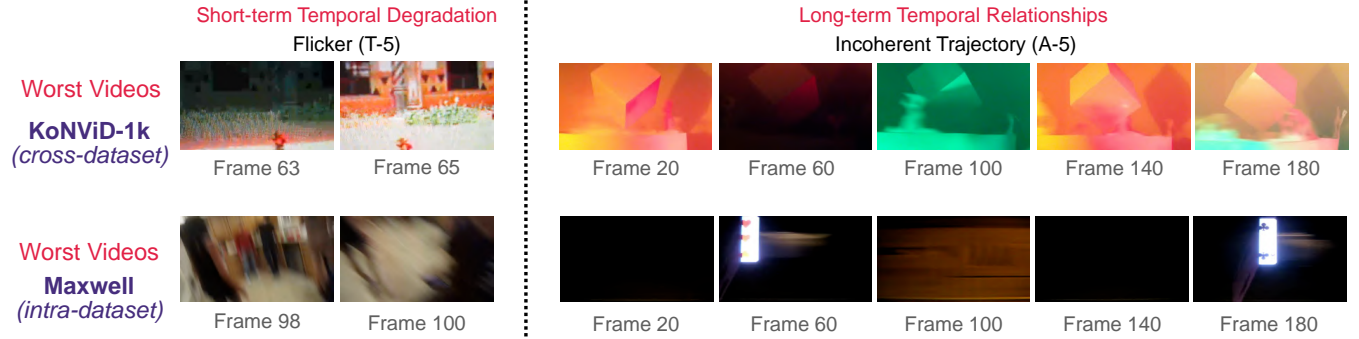 Short-term Temporal Degradation
Flicker (T-5)
Long-term Temporal Relationships
Incoherent Trajectory (A-5)
Worst Videos
KoNViD-1k
(cross-dataset)
Frame 63
Frame 65
Frame 20
Frame 60
Frame 100
Frame 140
Frame 180
Worst Videos
Maxwell
(intra-dataset)
Frame 98
Frame 100
Frame 20
Frame 60
Frame 100
Frame 140
Frame 180